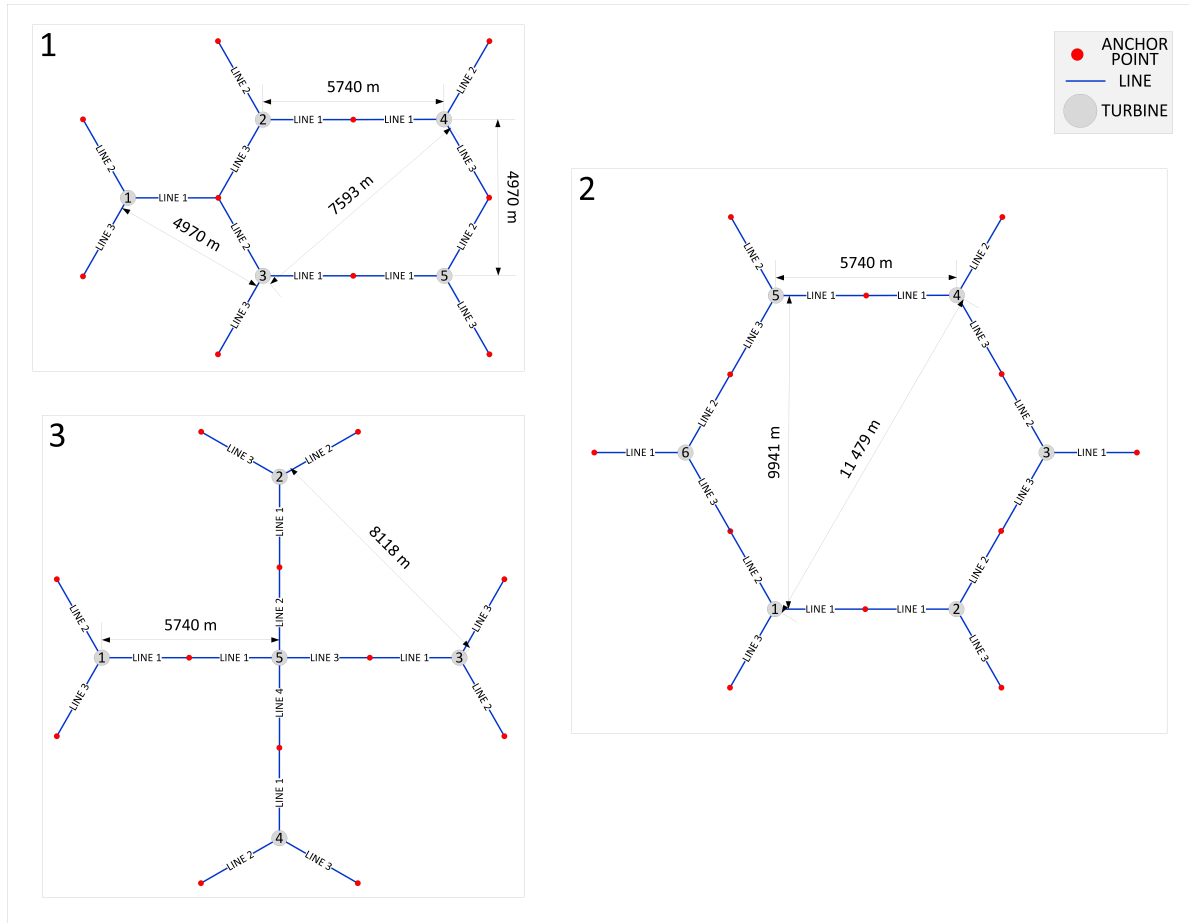 1
LINE 2
LINE 2
5740 m
2
LINE 1
LINE 1
4
LINE 2
LINE 3
LINE 3
7593 m
4970 m
1
LINE 1
4970 m
LINE 3
LINE 2
LINE 2
3
LINE 1
LINE 1
5
LINE 3
LINE 3
ANCHOR
POINT
LINE
TURBINE
2
LINE 2
5740 m
LINE 2
5
LINE 1
LINE 1
4
LINE 3
LINE 3
9941 m
11 479 m
LINE 2
LINE 2
LINE 1
6
3
LINE 1
LINE 3
LINE 3
LINE 2
LINE 2
1
LINE 1
LINE 1
2
LINE 3
LINE 3
3
LINE 3
LINE 2
2
LINE 1
8118 m
LINE 2
LINE 2
LINE 3
5740 m
1
LINE 1
LINE 1
5
LINE 3
LINE 1
3
LINE 3
LINE 4
LINE 2
LINE 1
4
LINE 2
LINE 3